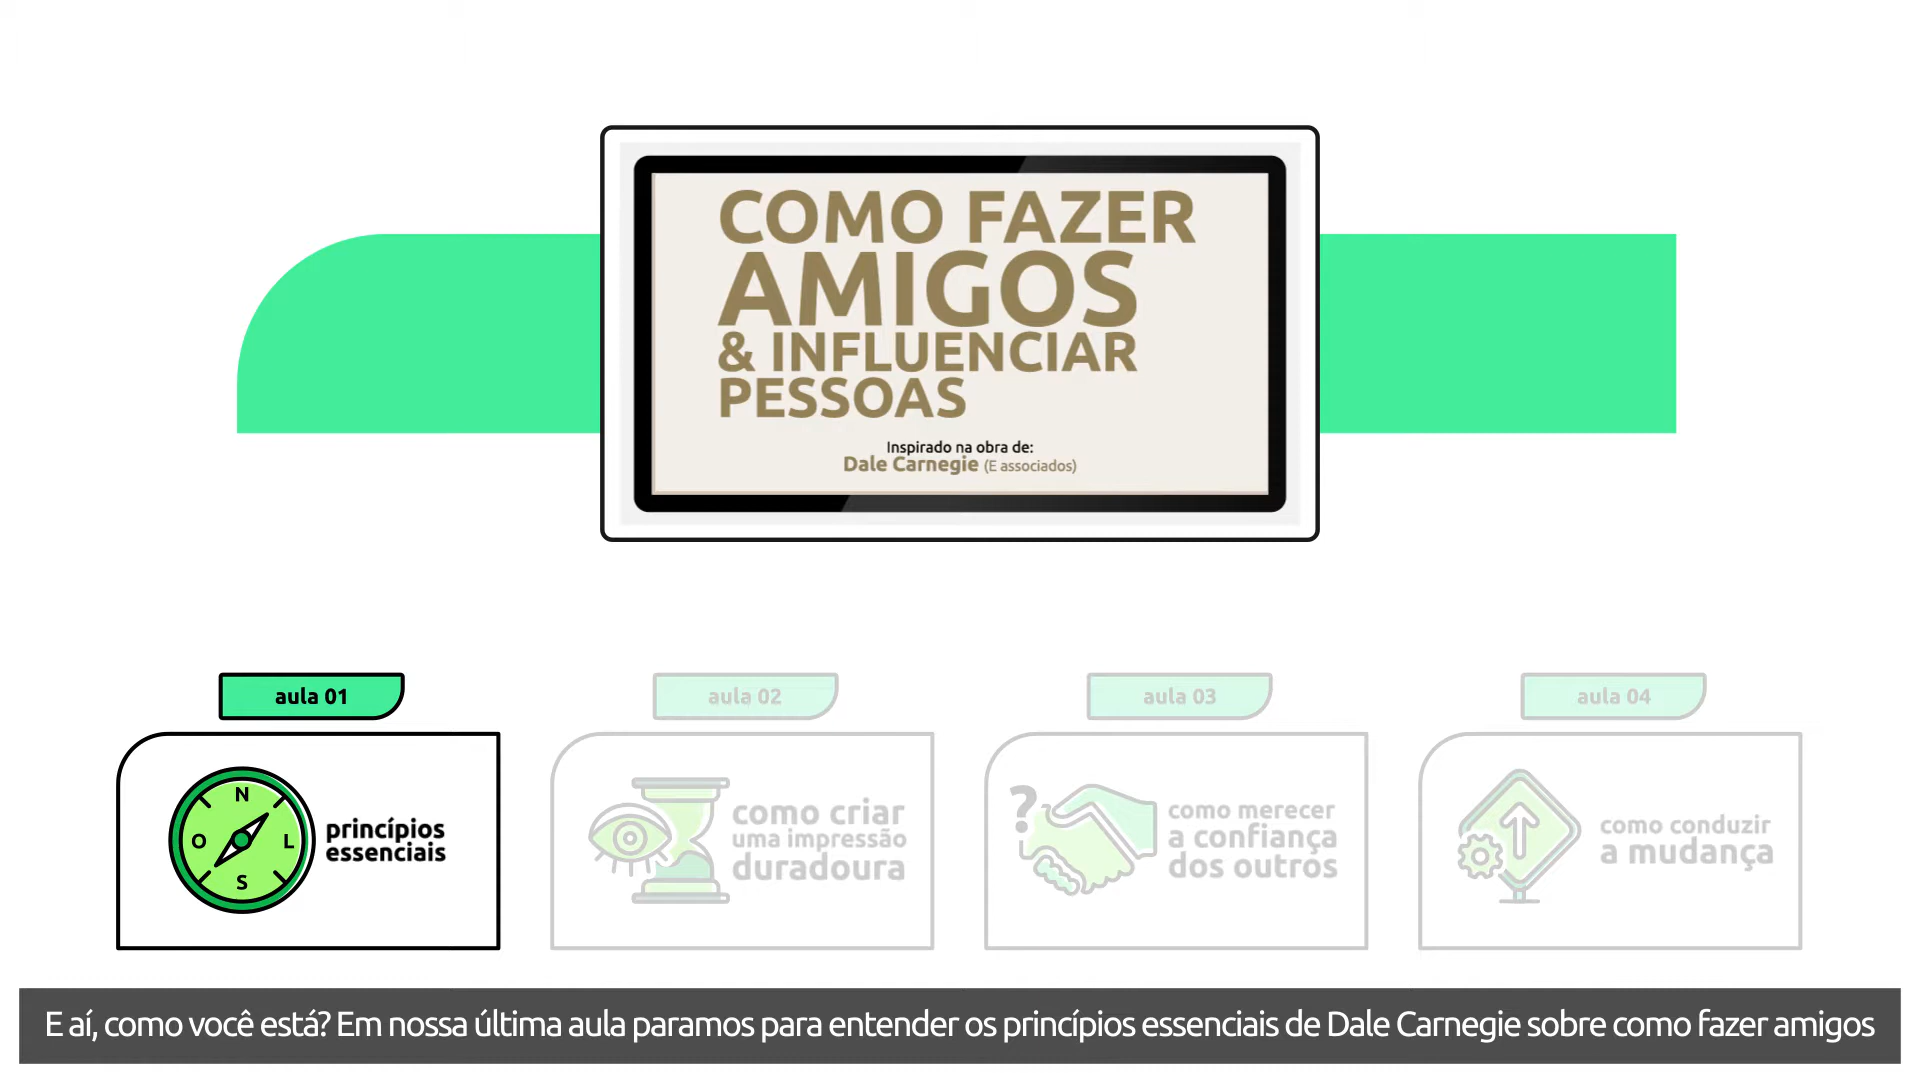 COMO FAZER
AMIGOS
& INFLUENCIAR
PESSOAS
Inspirado na obra de:
Dale Carnegie (E associados)
aula 01
N
O
L
S
princípios
essenciais
aula 02
como criar
uma impressão
duradoura
aula 03
?
como merecer
a confiança
dos outros
aula 04
como conduzir
a mudança
E aí, como você está? Em nossa última aula paramos para entender os princípios essenciais de Dale Carnegie sobre como fazer amigos